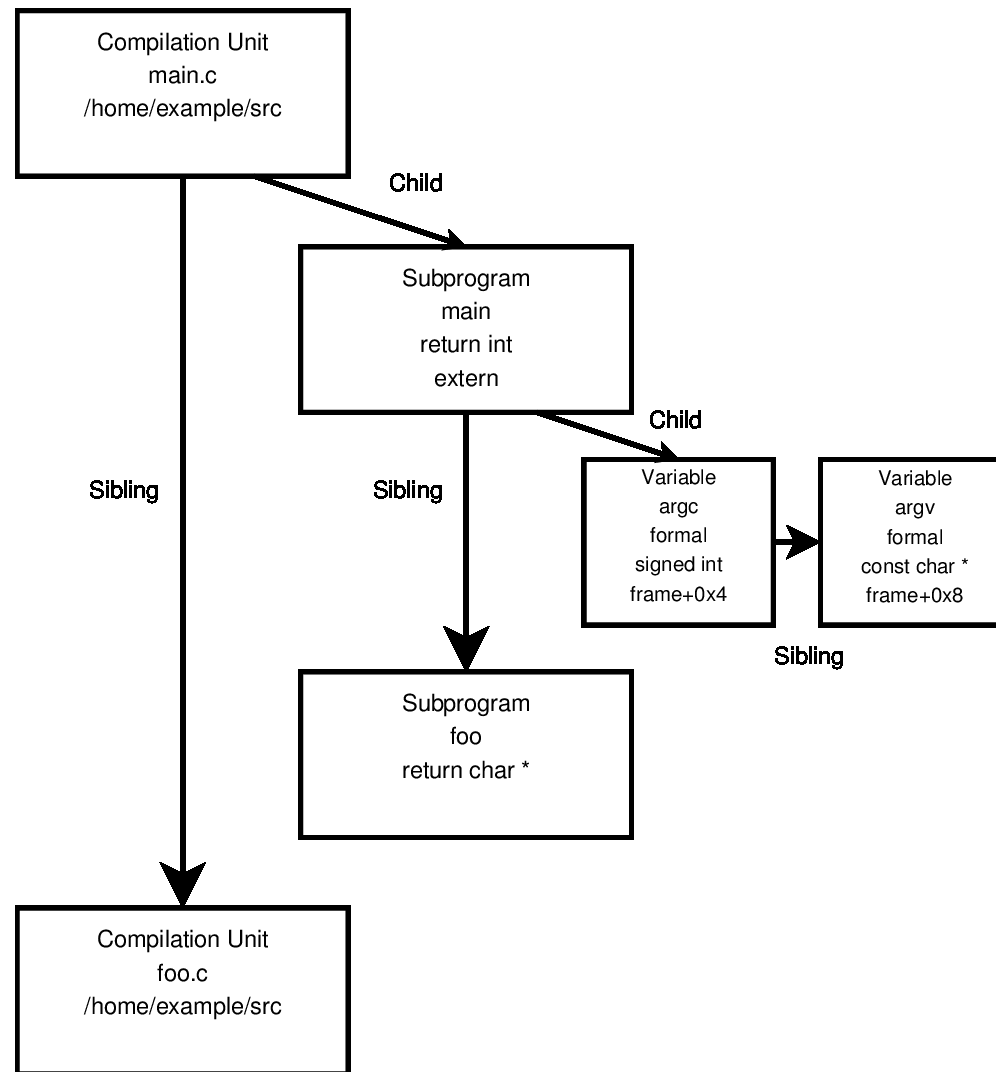 Compilation Unit
main.c
/home/example/src
Child
Subprogram
main
return int
extern
Child
Sibling
Sibling
Variable
argc
formal
signed int
frame+0x4
Variable
argv
formal
const char *
frame+0x8
Sibling
Subprogram
foo
return char *
Compilation Unit
foo.c
/home/example/src